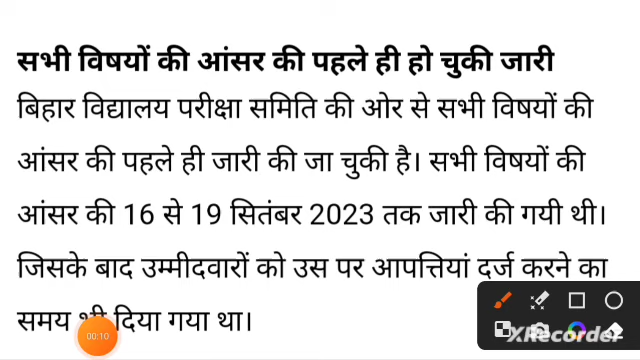 सभी विषयों की आंसर की पहले ही हो चुकी जारी
बिहार विद्यालय परीक्षा समिति की ओर से सभी विषयों की
आंसर की पहले ही जारी की जा चुकी है। सभी विषयों की
आंसर की 16 से 19 सितंबर 2023 तक जारी की गयी थी।
जिसके बाद उम्मीदवारों को उस पर आपत्तियां दर्ज करने का
समय भी दिया गया था।
00:10
XRecorder